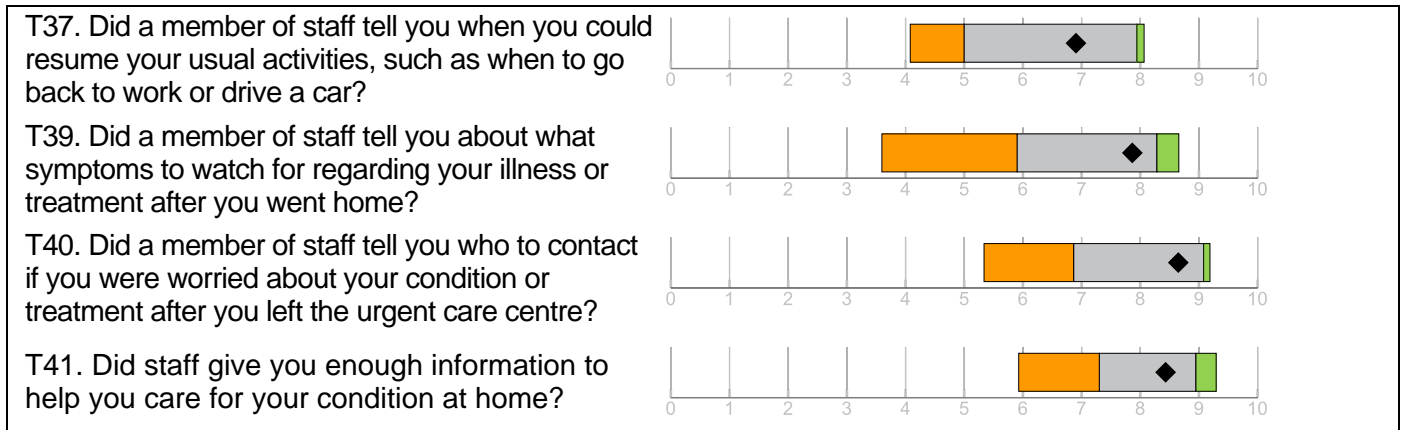 T37. Did a member of staff tell you when you could
resume your usual activities, such as when to go
back to work or drive a car?
0 1 2 3 4 5 6 7 8 9 10
T39. Did a member of staff tell you about what
symptoms to watch for regarding your illness or
treatment after you went home?
0 1 2 3 4 5 6 7 8 9 10
T40. Did a member of staff tell you who to contact
if you were worried about your condition or
treatment after you left the urgent care centre?
0 1 2 3 4 5 6 7 8 9 10
T41. Did staff give you enough information to
help you care for your condition at home?
0 1 2 3 4 5 6 7 8 9 10